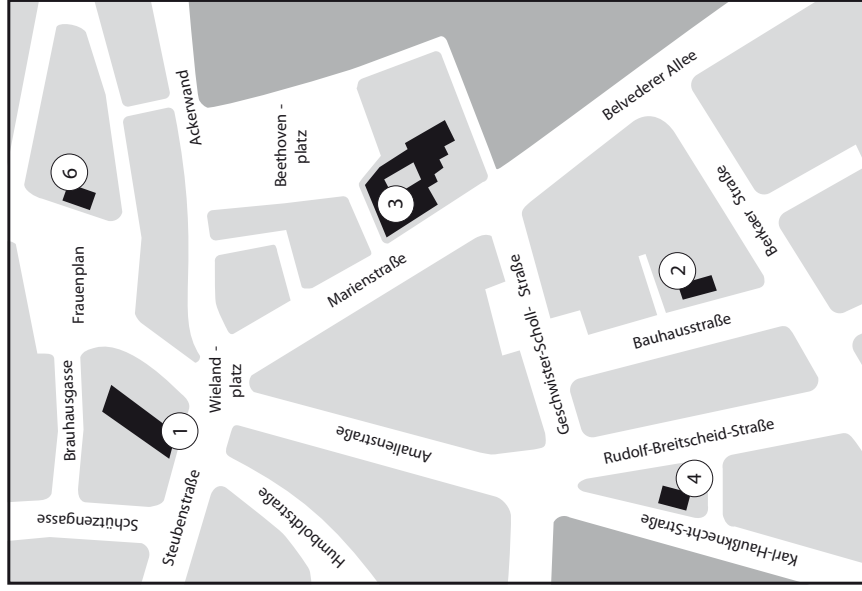 Ackerwand
Beethoven -
platz
Belvederer Allee
6
3
Frauenplan
Marienstraße
Berkaer Straße
Geschwister-Scholl- Straße
2
Bauhausstraße
Wieland -
platz
Brauhausgasse
1
Amalienstraße
Rudolf-Breitscheid-Straße
4
Schützengasse
Steubenstraße
Humboldtstraße
Karl-Haußknecht-Straße